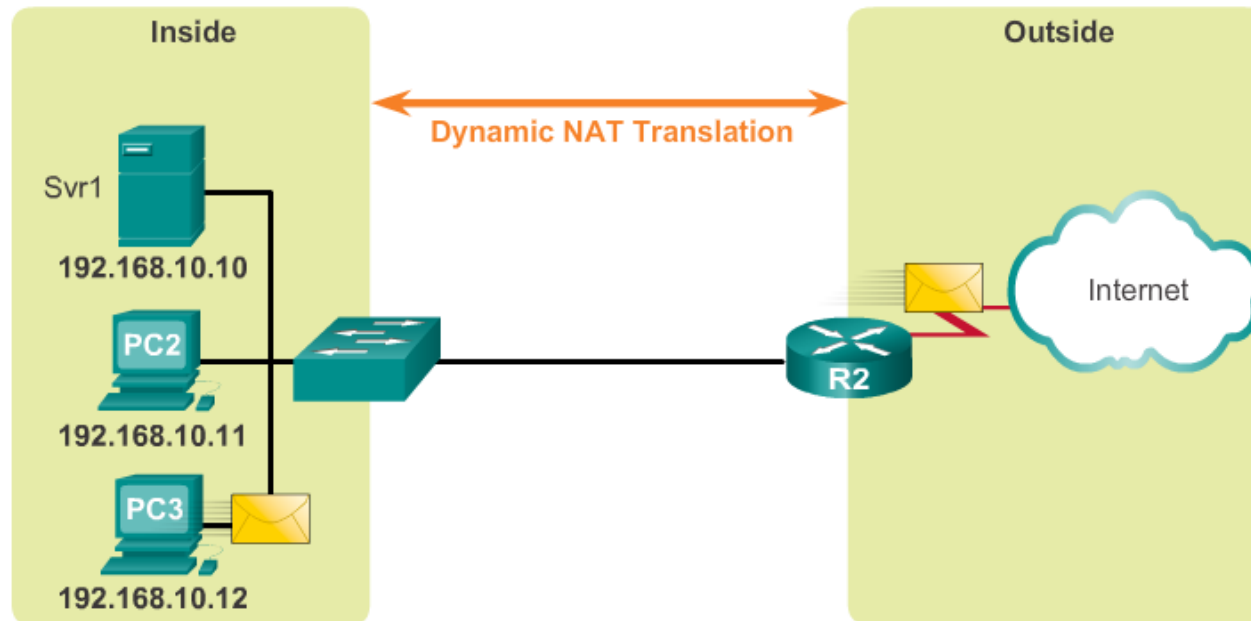 Inside
Outside
Dynamic NAT Translation
Svr1
192.168.10.10
Internet
PC2
R2
192.168.10.11
PC3
192.168.10.12